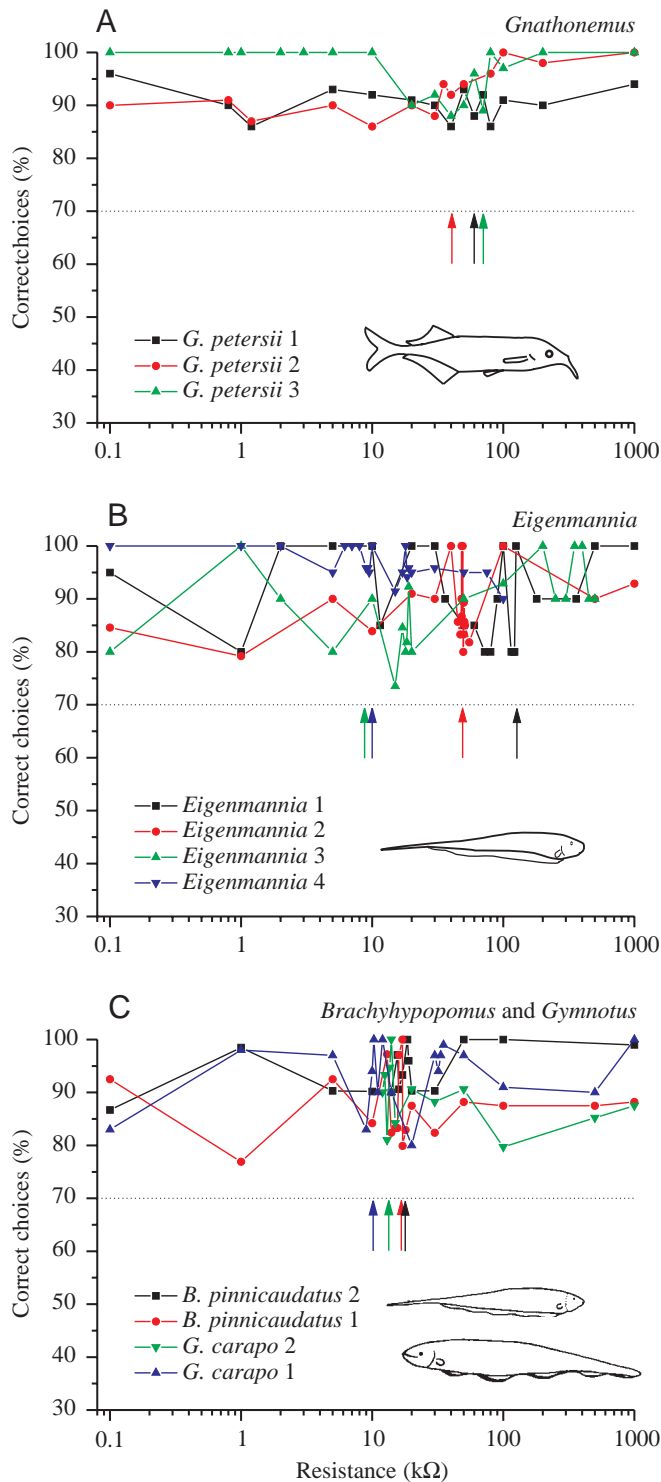 A
Gnathonemus
100
90
80
70
60
50
40
30
Correctchoices (%)
G. petersii 1
G. petersii 2
G. petersii 3
0.1 1 10 100 1000
B
Eigenmannia
100
90
80
70
60
50
40
30
Correct choices (%)
Eigenmannia 1
Eigenmannia 2
Eigenmannia 3
Eigenmannia 4
0.1 1 10 100 1000
C
Brachyhypopomus and Gymnotus
100
90
80
70
60
50
40
30
Correct choices (%)
B. pinnicaudatus 2
B. pinnicaudatus 1
G. carapo 2
G. carapo 1
0.1 1 10 100 1000
Resistance (kΩ)